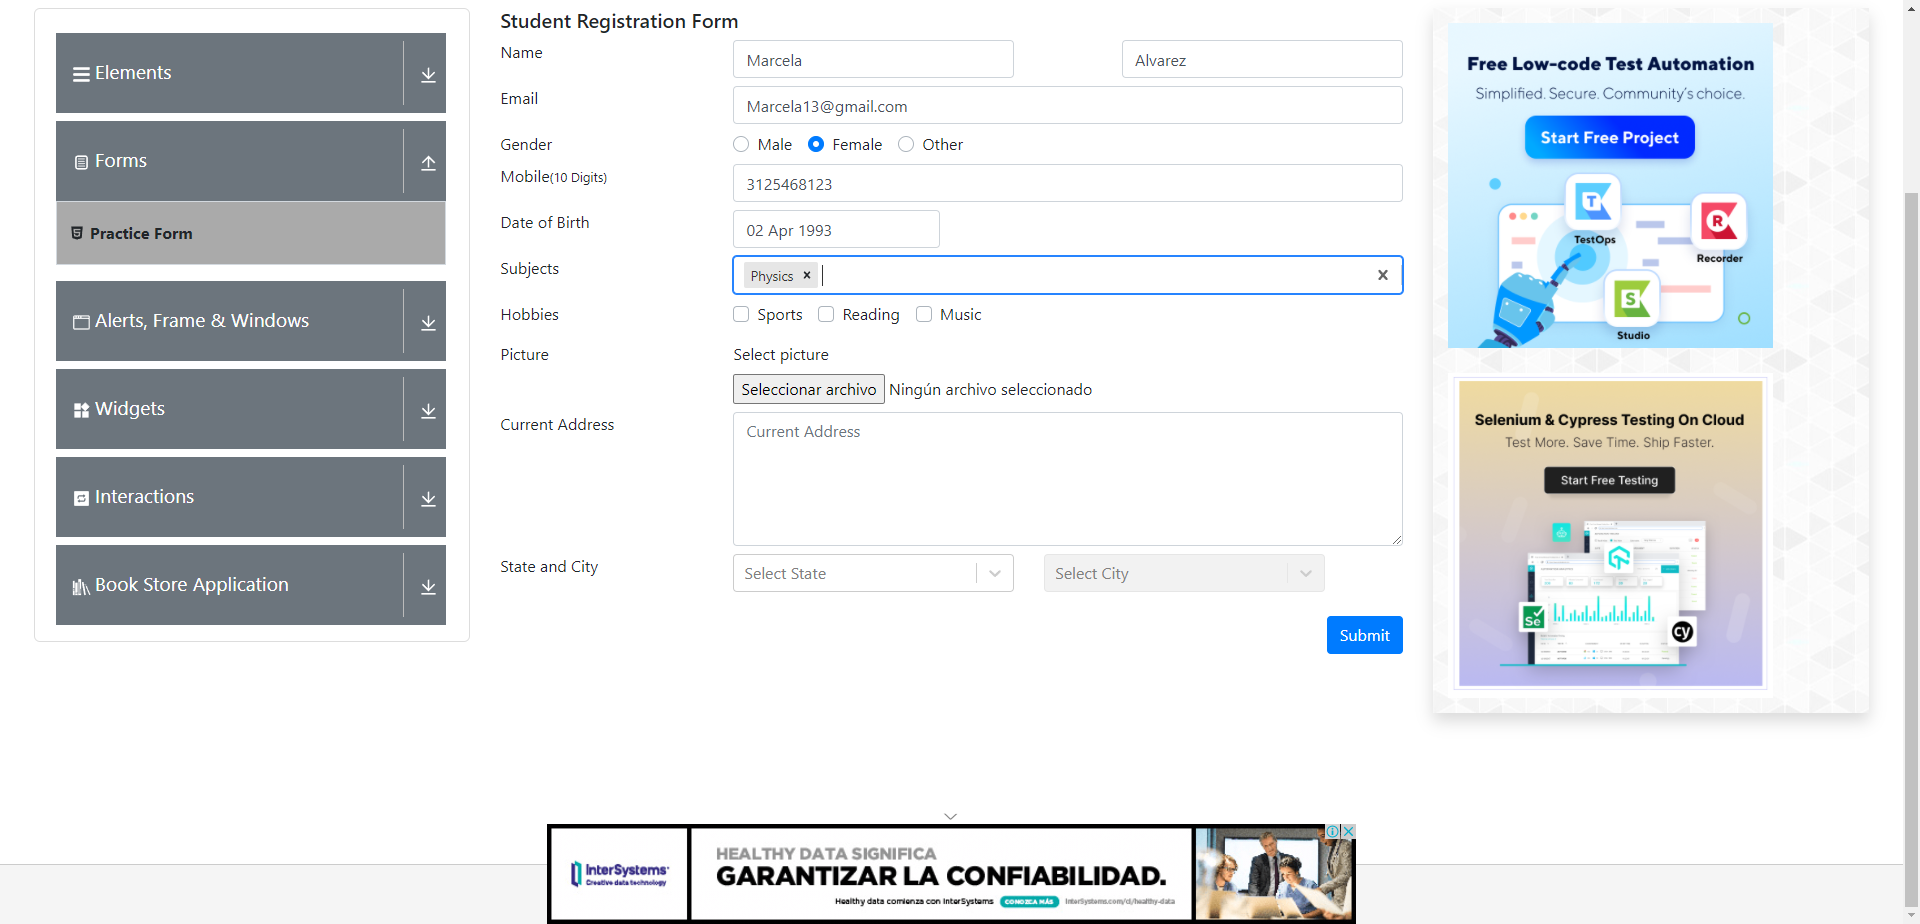 Elements
Forms
Practice Form
Alerts, Frame & Windows
Widgets
Interactions
Book Store Application
Student Registration Form
Name
Marcela
Alvarez
Email
Marcela13@gmail.com
Gender
Male
Female
Other
Mobile(10 Digits)
3125468123
Date of Birth
02 Apr 1993
Subjects
Physics
Hobbies
Sports
Reading
Music
Picture
Select picture
Seleccionar archivo Ningún archivo seleccionado
Current Address
Current Address
State and City
Select State
Select City
Submit
Free Low-code Test Automation
Simplified. Secure. Community's choice.
Start Free Project
TestOps
Recorder
Studio
Selenium & Cypress Testing On Cloud
Test More. Save Time. Ship Faster.
Start Free Testing
Se
cy
InterSystems
Creative data technology
HEALTHY DATA SIGNIFICA
GARANTIZAR LA CONFIABILIDAD.
Healthy data comienza con InterSystems
CONOZCA MÁS
InterSystems.com/cl/healthy-data